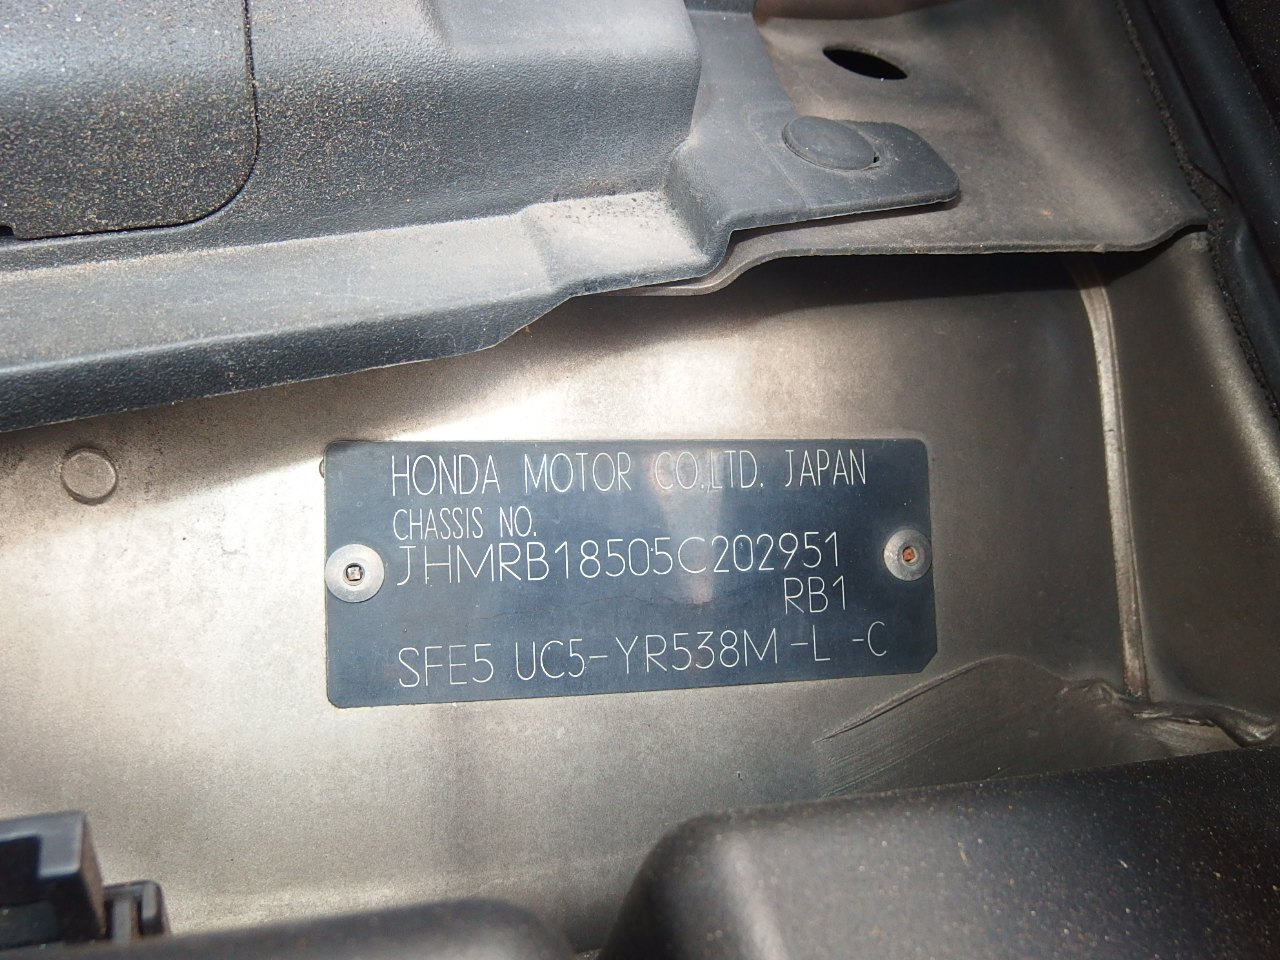 HONDA MOTOR CO.,LTD. JAPAN
CHASSIS NO.
JHMRB18505C202951
RB1
SFE5 UC5-YR538M-L -C